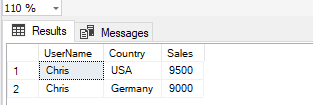 110 %
Results Messages
UserName Country Sales
1 Chris USA 9500
2 Chris Germany 9000